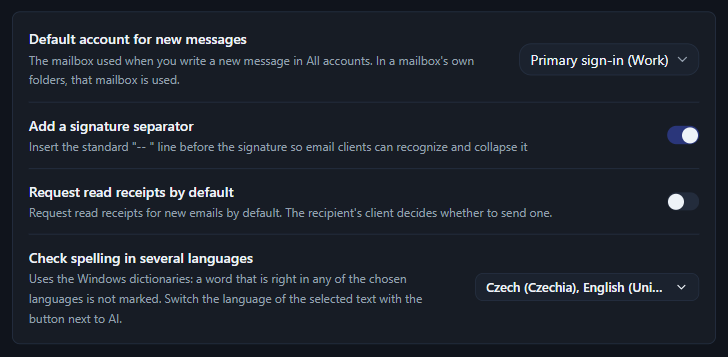 Default account for new messages
The mailbox used when you write a new message in All accounts. In a mailbox's own
folders, that mailbox is used.
Primary sign-in (Work)
Add a signature separator
Insert the standard "-- " line before the signature so email clients can recognize and collapse it
Request read receipts by default
Request read receipts for new emails by default. The recipient's client decides whether to send one.
Check spelling in several languages
Uses the Windows dictionaries: a word that is right in any of the chosen
languages is not marked. Switch the language of the selected text with the
button next to AI.
Czech (Czechia), English (Uni...